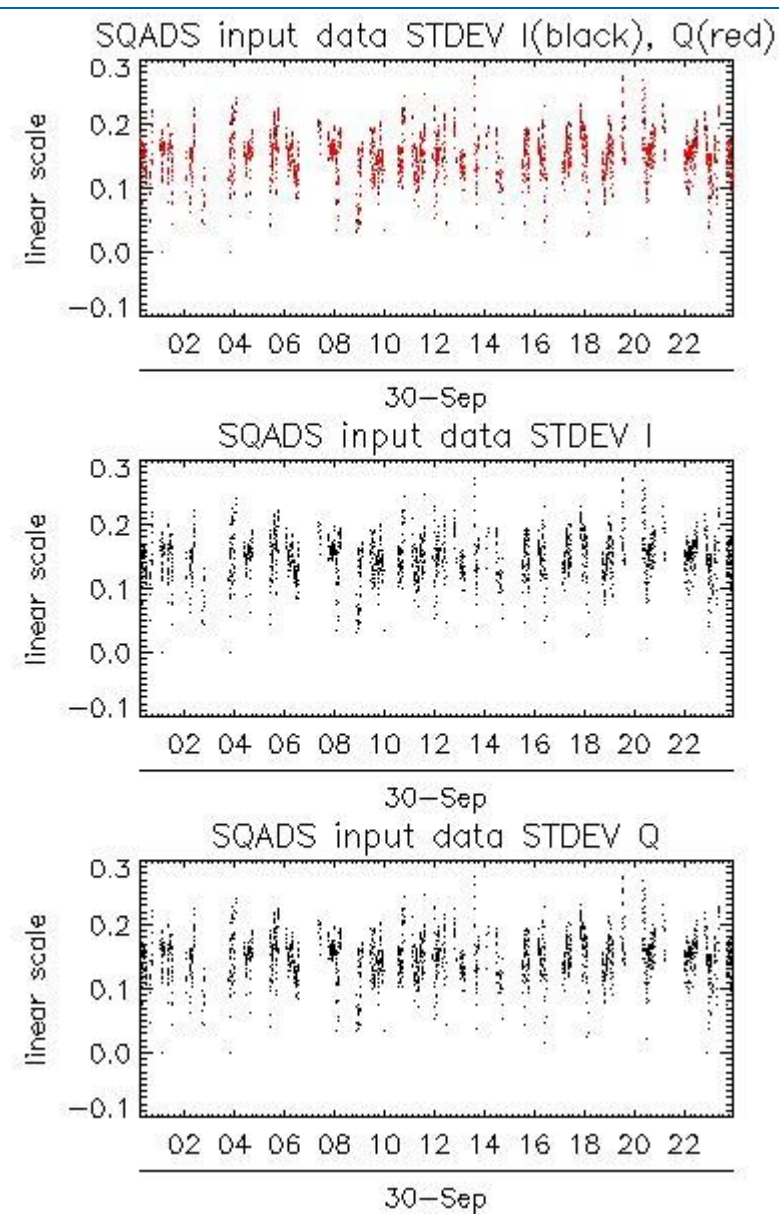 SQADS input data STDEV I(black), Q(red)
0.3
0.2
0.1
0.0
-0.1
linear scale
02 04 06 08 10 12 14 16 18 20 22
30-Sep
SQADS input data STDEV I
0.3
0.2
0.1
0.0
-0.1
linear scale
02 04 06 08 10 12 14 16 18 20 22
30-Sep
SQADS input data STDEV Q
0.3
0.2
0.1
0.0
-0.1
linear scale
02 04 06 08 10 12 14 16 18 20 22
30-Sep